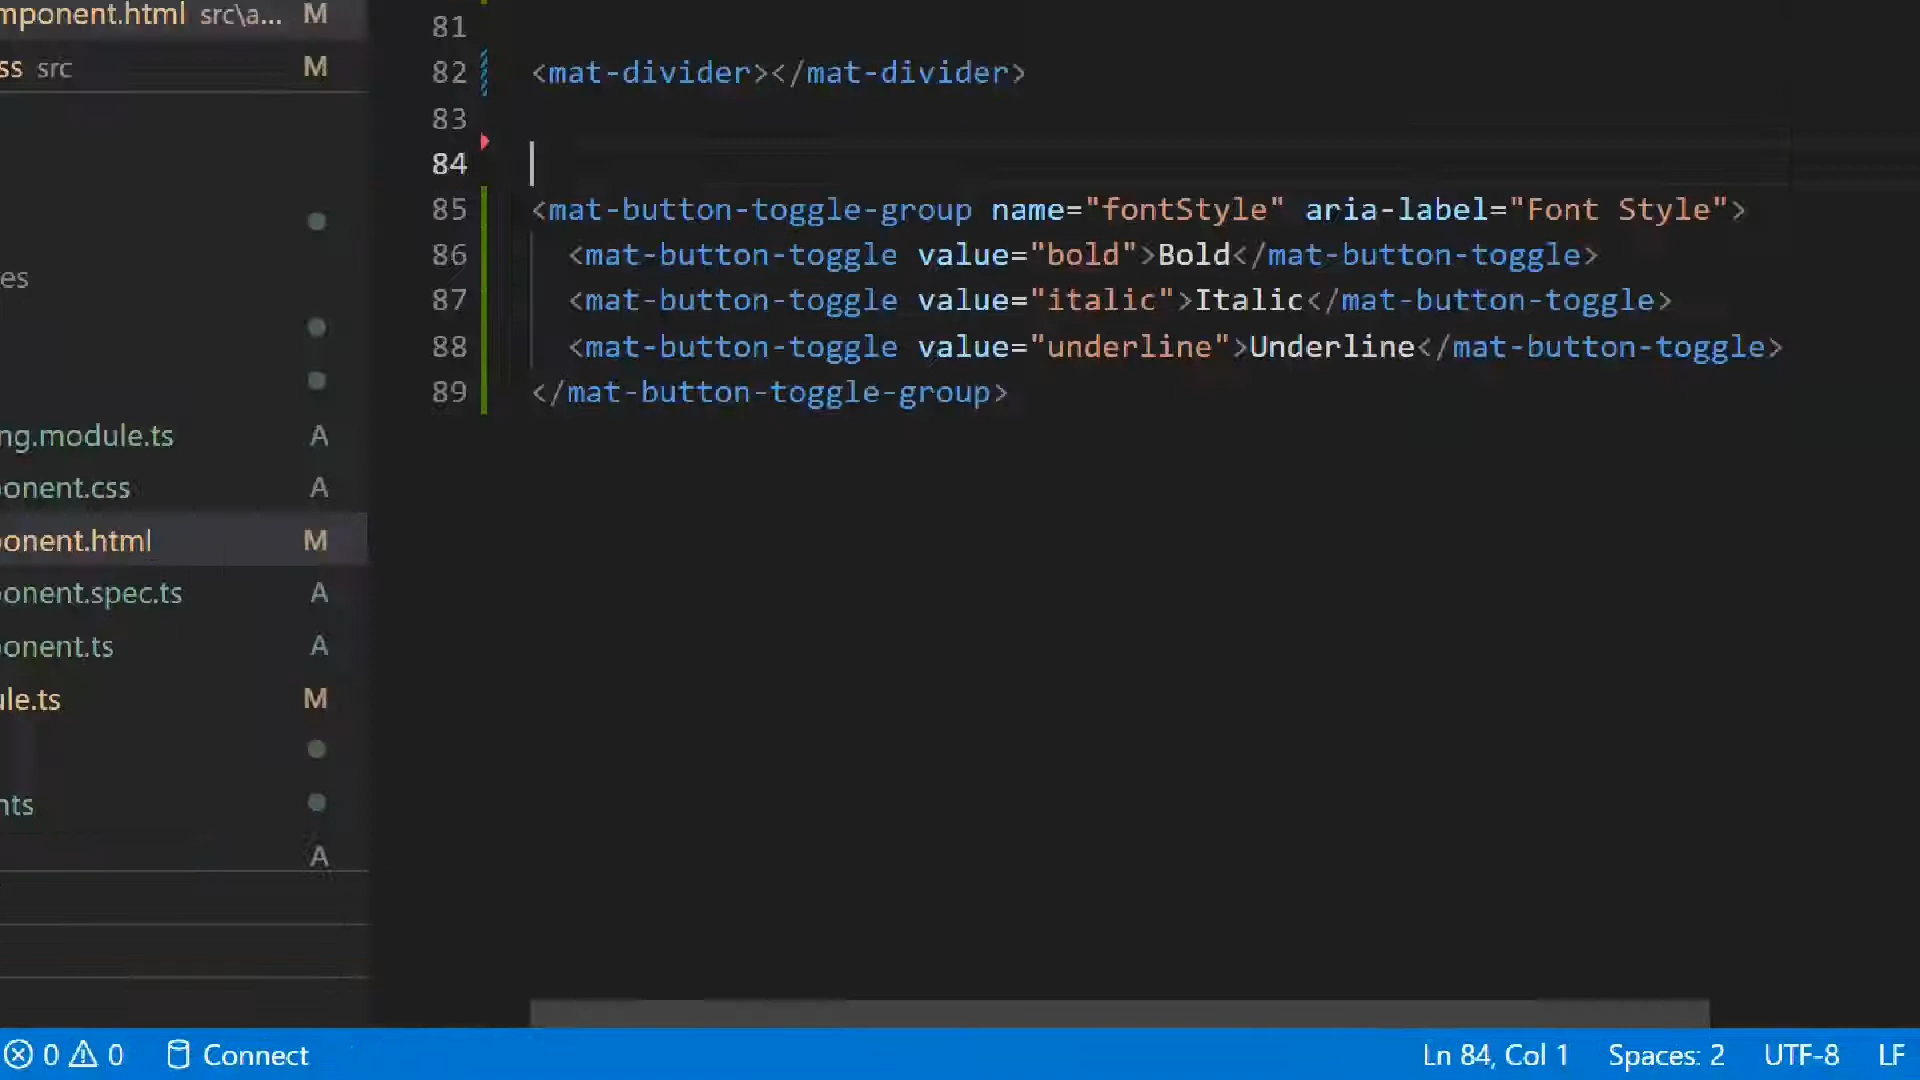 mponent.html src\a... M
ss src M
es
ng.module.ts A
onent.css A
onent.html M
onent.spec.ts A
onent.ts A
ule.ts M
nts
A
81
82 <mat-divider></mat-divider>
83
84
85 <mat-button-toggle-group name="fontStyle" aria-label="Font Style">
86 <mat-button-toggle value="bold">Bold</mat-button-toggle>
87 <mat-button-toggle value="italic">Italic</mat-button-toggle>
88 <mat-button-toggle value="underline">Underline</mat-button-toggle>
89 </mat-button-toggle-group>
0 0 Connect Ln 84, Col 1 Spaces: 2 UTF-8 LF